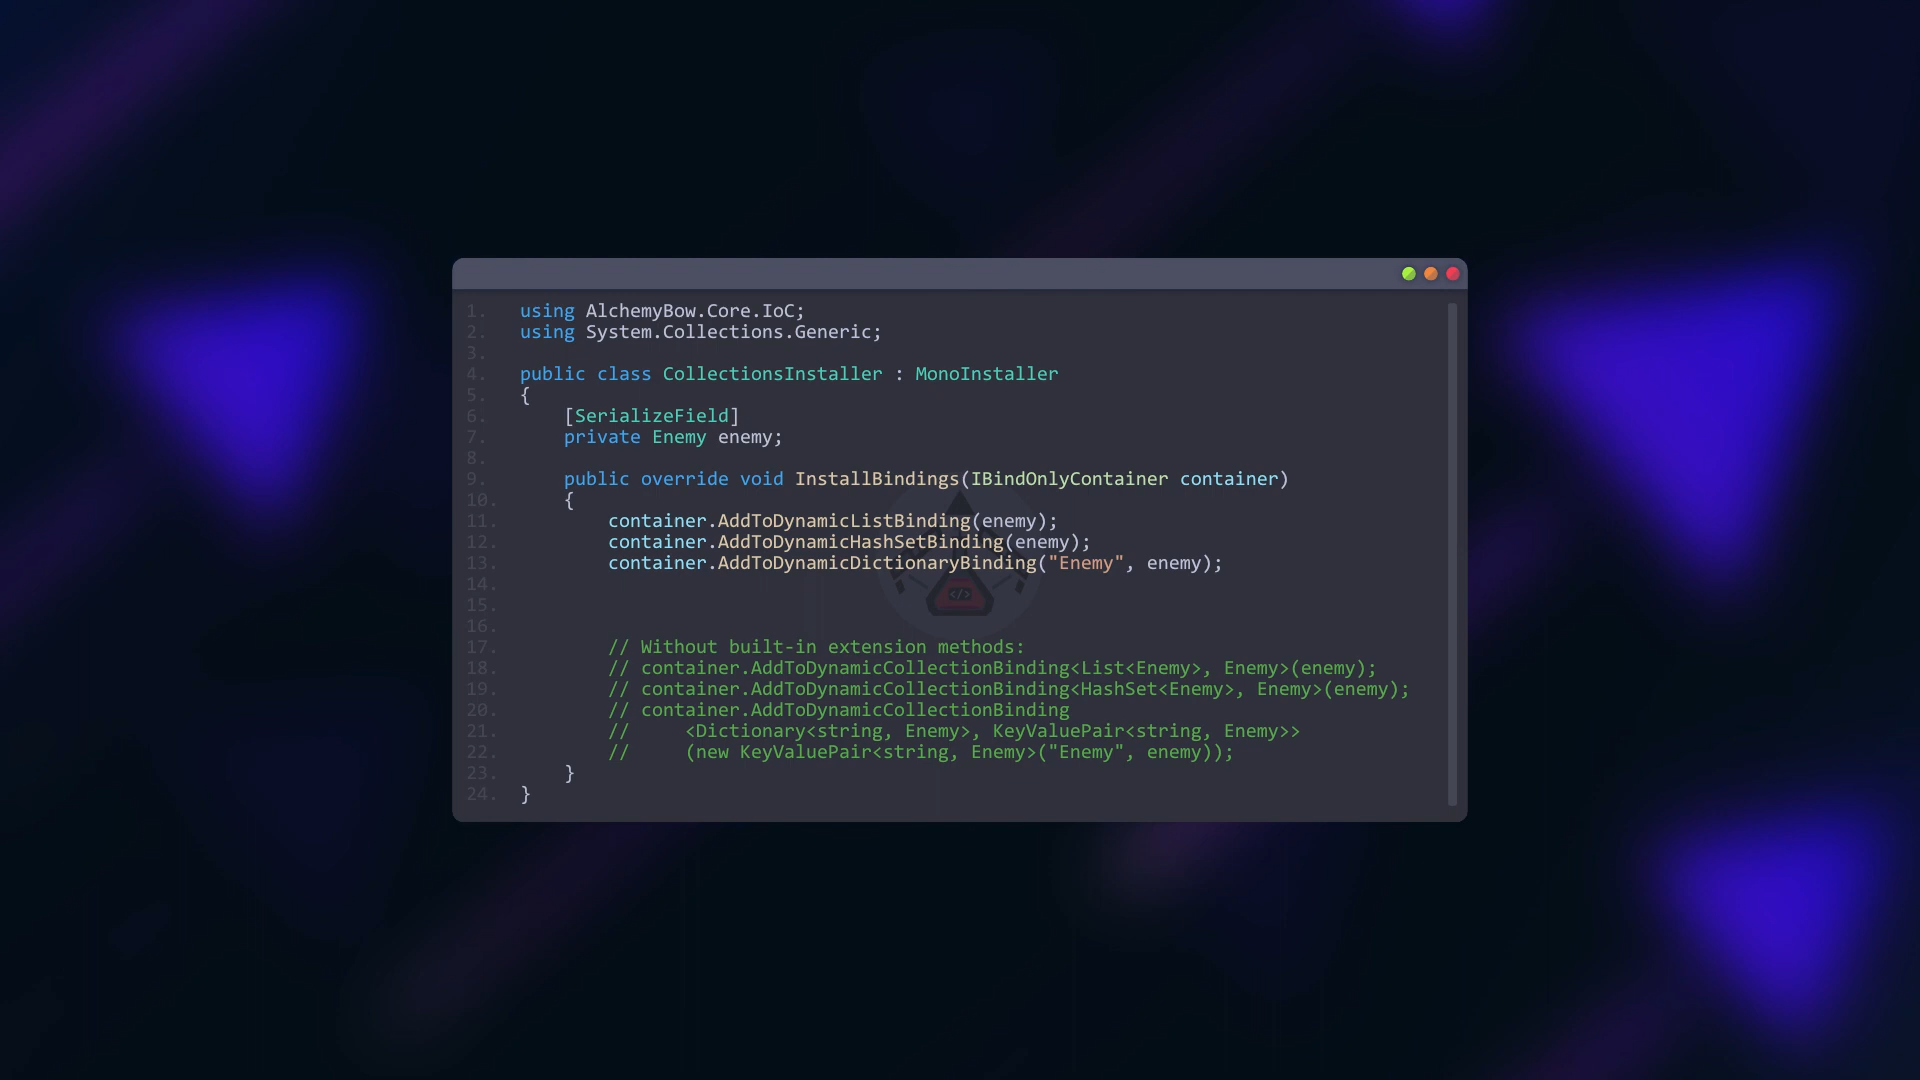 1. using AlchemyBow.Core.IoC;
2. using System.Collections.Generic;
3.
4. public class CollectionsInstaller : MonoInstaller
5. {
6.     [SerializeField]
7.     private Enemy enemy;
8.
9.     public override void InstallBindings(IBindOnlyContainer container)
10.     {
11.         container.AddToDynamicListBinding(enemy);
12.         container.AddToDynamicHashSetBinding(enemy);
13.         container.AddToDynamicDictionaryBinding("Enemy", enemy);
14.
15.
16.
17.         // Without built-in extension methods:
18.         // container.AddToDynamicCollectionBinding<List<Enemy>, Enemy>(enemy);
19.         // container.AddToDynamicCollectionBinding<HashSet<Enemy>, Enemy>(enemy);
20.         // container.AddToDynamicCollectionBinding
21.         //     <Dictionary<string, Enemy>, KeyValuePair<string, Enemy>>
22.         //     (new KeyValuePair<string, Enemy>("Enemy", enemy));
23.     }
24. }
</>